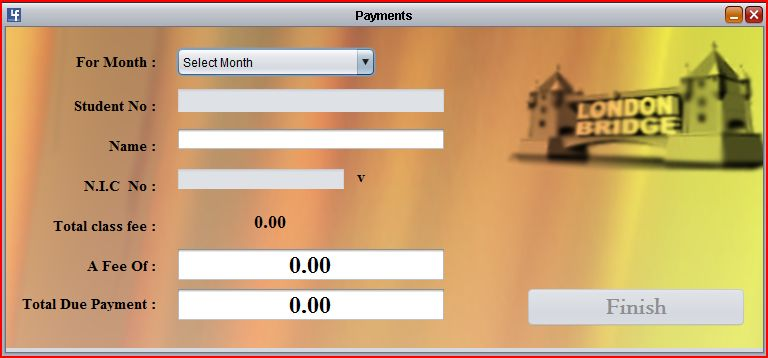 Payments
For Month :
Select Month
Student No :
Name :
N.I.C  No :
v
Total class fee :
0.00
A Fee Of :
0.00
Total Due Payment :
0.00
LONDON
BRIDGE
Finish